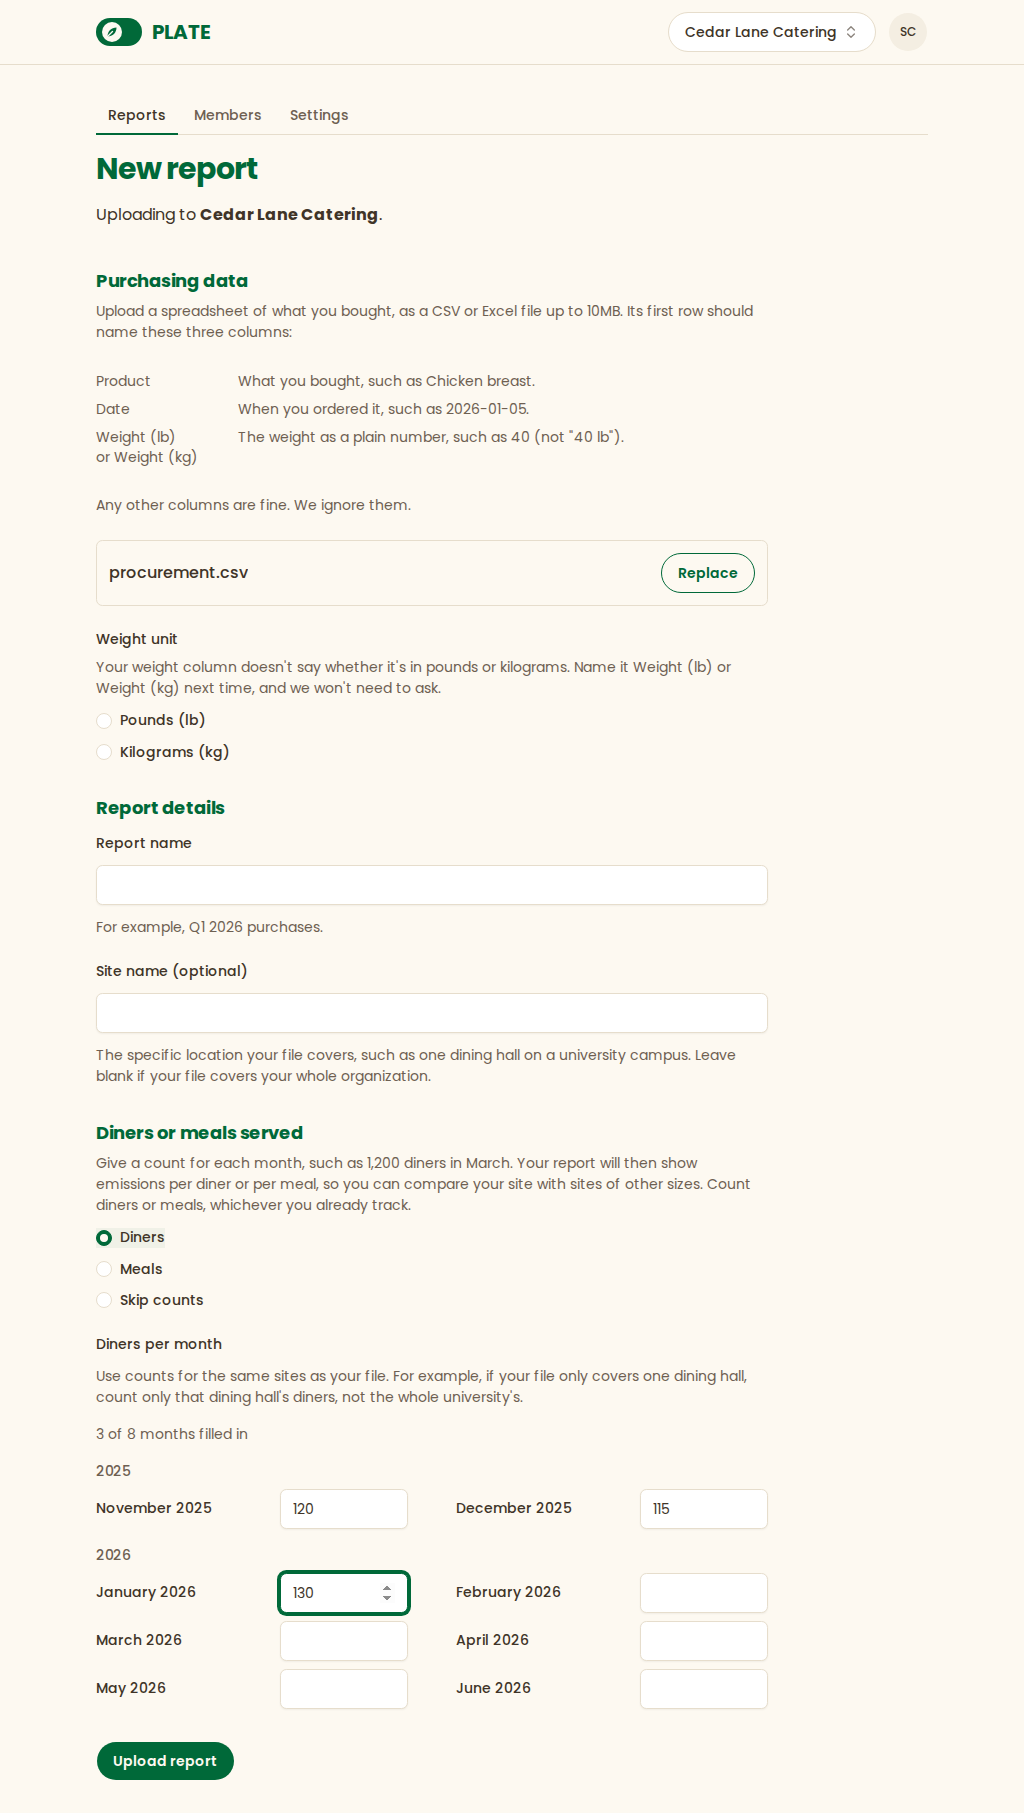 PLATE
Cedar Lane Catering
SC
Reports
Members
Settings
New report
Uploading to Cedar Lane Catering.
Purchasing data
Upload a spreadsheet of what you bought, as a CSV or Excel file up to 10MB. Its first row should
name these three columns:
Product
What you bought, such as Chicken breast.
Date
When you ordered it, such as 2026-01-05.
Weight (lb)
or Weight (kg)
The weight as a plain number, such as 40 (not "40 lb").
Any other columns are fine. We ignore them.
procurement.csv
Replace
Weight unit
Your weight column doesn't say whether it's in pounds or kilograms. Name it Weight (lb) or
Weight (kg) next time, and we won't need to ask.
Pounds (lb)
Kilograms (kg)
Report details
Report name
For example, Q1 2026 purchases.
Site name (optional)
The specific location your file covers, such as one dining hall on a university campus. Leave
blank if your file covers your whole organization.
Diners or meals served
Give a count for each month, such as 1,200 diners in March. Your report will then show
emissions per diner or per meal, so you can compare your site with sites of other sizes. Count
diners or meals, whichever you already track.
Diners
Meals
Skip counts
Diners per month
Use counts for the same sites as your file. For example, if your file only covers one dining hall,
count only that dining hall's diners, not the whole university's.
3 of 8 months filled in
2025
November 2025
120
December 2025
115
2026
January 2026
130
February 2026
March 2026
April 2026
May 2026
June 2026
Upload report